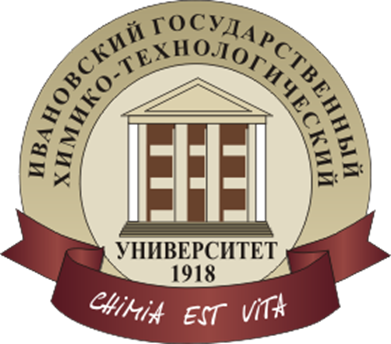 ИВАНОВСКИЙ ГОСУДАРСТВЕННЫЙ
ХИМИКО-ТЕХНОЛОГИЧЕСКИЙ
УНИВЕРСИТЕТ
1918
CHIMIA EST VITA